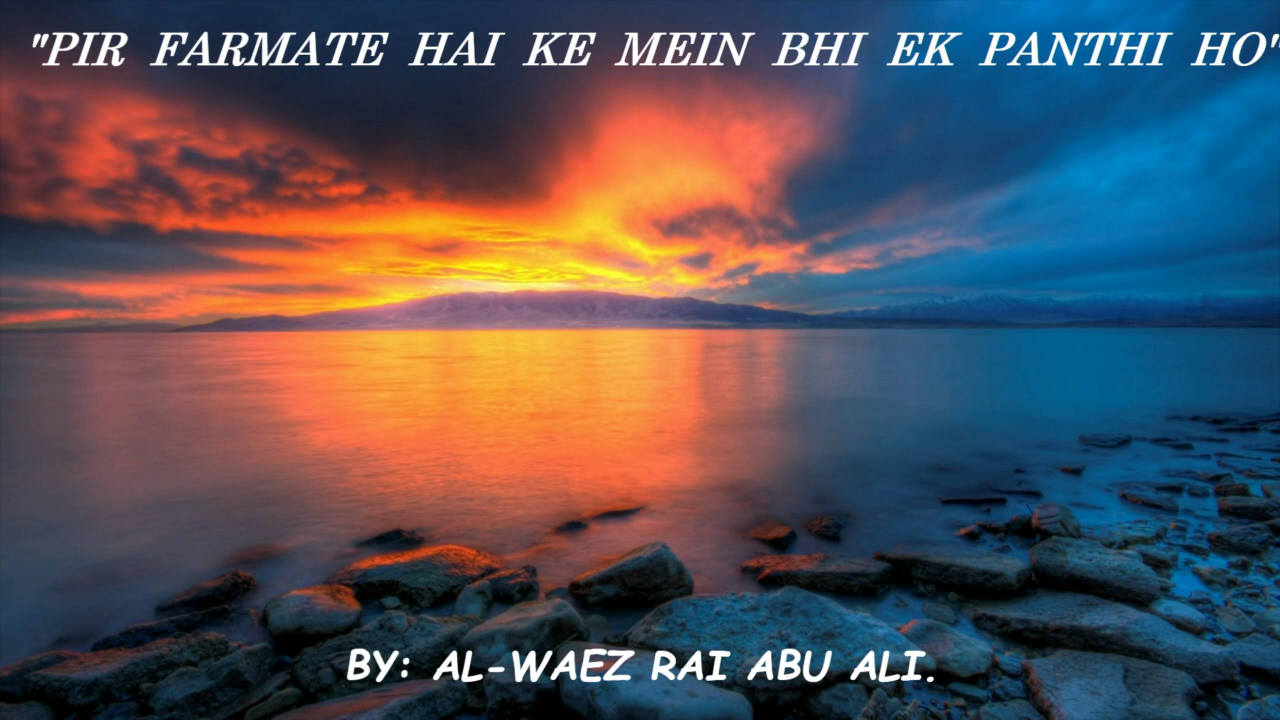 "PIR FARMATE HAI KE MEIN BHI EK PANTHI HO"
BY: AL-WAEZ RAI ABU ALI.